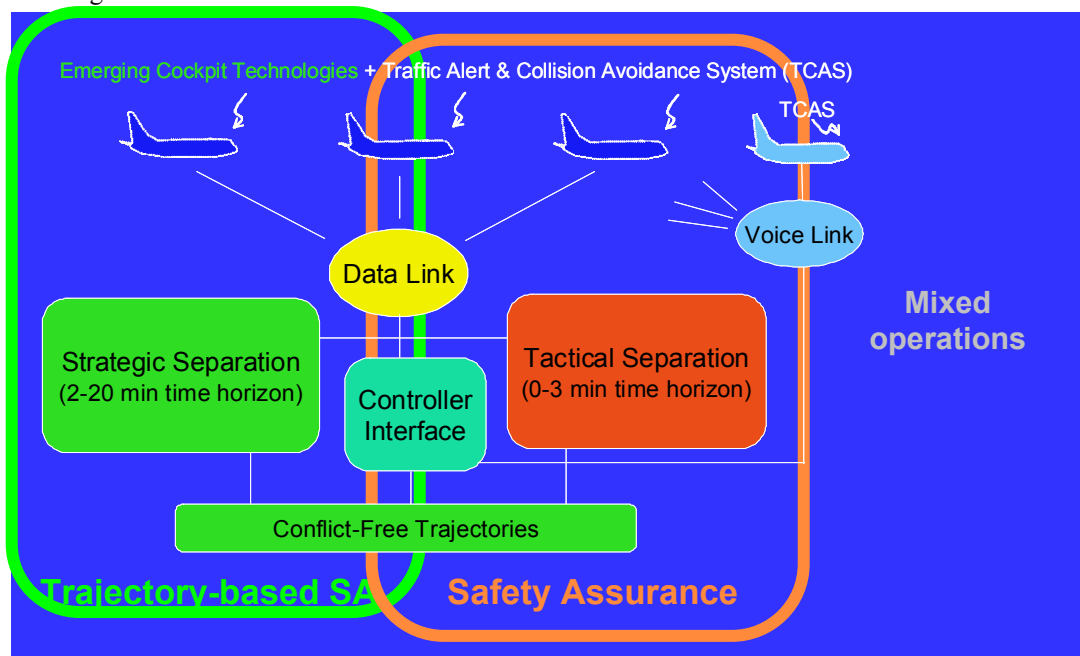 Emerging Cockpit Technologies + Traffic Alert & Collision Avoidance System (TCAS)
TCAS
Voice Link
Data Link
Mixed
operations
Strategic Separation
(2-20 min time horizon)
Tactical Separation
(0-3 min time horizon)
Controller
Interface
Conflict-Free Trajectories
Trajectory-based SA
Safety Assurance